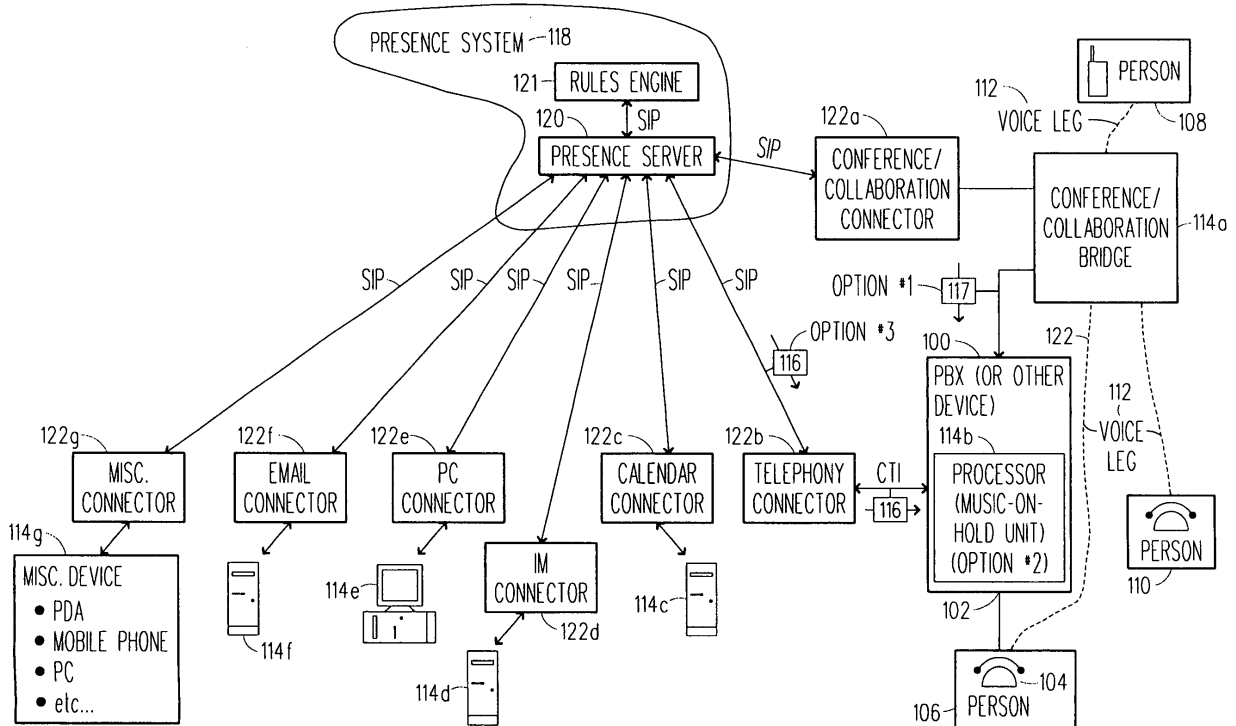 PRESENCE SYSTEM 118
121
RULES ENGINE
SIP
120
PRESENCE SERVER
SIP
122a
CONFERENCE/
COLLABORATION
CONNECTOR
112
VOICE LEG
PERSON
108
CONFERENCE/
COLLABORATION
BRIDGE
114a
SIP
SIP
SIP
SIP
SIP
SIP
OPTION #1
117
OPTION #3
116
122
100
PBX (OR OTHER
DEVICE)
114b
PROCESSOR
(MUSIC-ON-
HOLD UNIT)
(OPTION #2)
112
VOICE
LEG
122g
MISC.
CONNECTOR
122f
EMAIL
CONNECTOR
122e
PC
CONNECTOR
122c
CALENDAR
CONNECTOR
122b
TELEPHONY
CONNECTOR
CTI
116
IM
CONNECTOR
122d
114g
MISC. DEVICE
• PDA
• MOBILE PHONE
• PC
• etc...
114f
114e
114d
114c
PERSON
110
102
104
106
PERSON